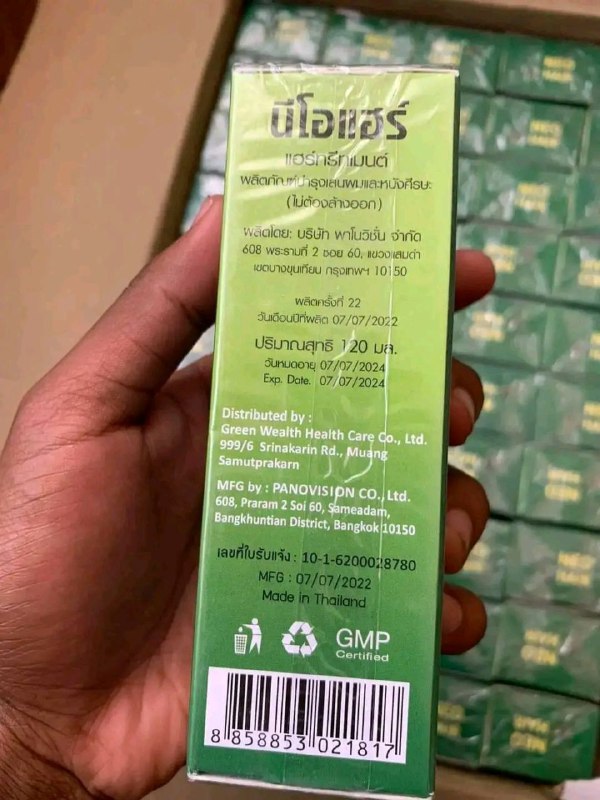 นีโอแฮร์
แฮร์ทรีทเมนต์
ผลิตภัณฑ์บำรุงเส้นผมและหนังศีรษะ
(ไม่ต้องล้างออก)
ผลิตโดย: บริษัท พาโนวิชั่น จำกัด
608 พระรามที่ 2 ซอย 60, แขวงแสมดำ
เขตบางขุนเทียน กรุงเทพฯ 10150
ผลิตครั้งที่ 22
วันเดือนปีที่ผลิต 07/07/2022
ปริมาณสุทธิ 120 มล.
วันหมดอายุ 07/07/2024
Exp. Date. 07/07/2024
Distributed by :
Green Wealth Health Care Co., Ltd.
999/6 Srinakarin Rd., Muang
Samutprakarn
MFG by : PANOVISION CO., Ltd.
608, Praram 2 Soi 60, Sameadam,
Bangkhuntian District, Bangkok 10150
เลขที่ใบรับแจ้ง : 10-1-6200028780
MFG : 07/07/2022
Made in Thailand
GMP
Certified
8 858853 021817